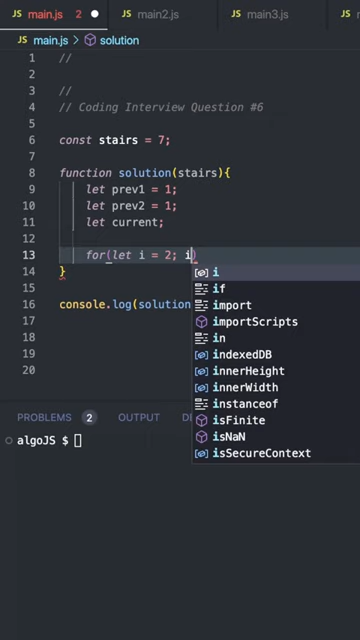 JS main.js 2 JS main2.js JS main3.js JS
JS main.js > solution
1 //
2
3 //
4 // Coding Interview Question #6
5
6 const stairs = 7;
7
8 function solution(stairs){
9 let prev1 = 1;
10 let prev2 = 1;
11 let current;
12
13 for(let i = 2; i)
14 }
15
16 console.log(solution
17
18
19
20
i
if
import
importScripts
in
indexedDB
innerHeight
innerWidth
instanceof
isFinite
isNaN
isSecureContext
PROBLEMS 2 OUTPUT
algoJS $